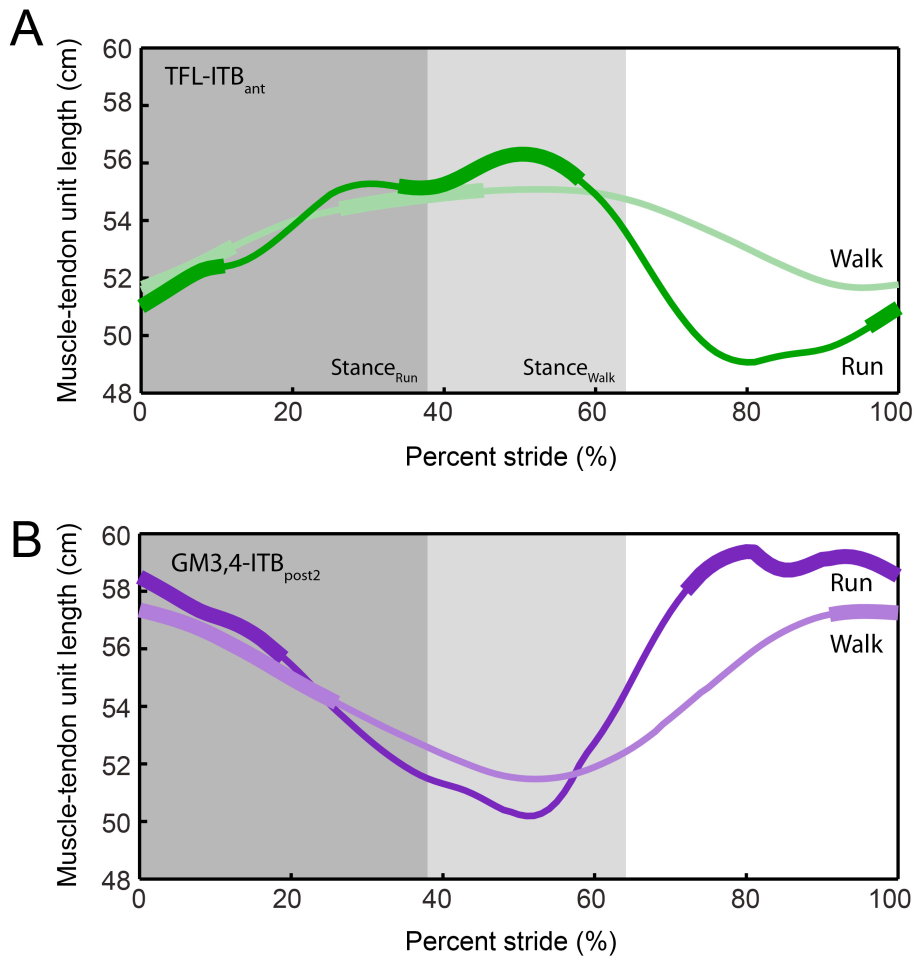 A
TFL-ITBant
Muscle-tendon unit length (cm)
60
58
56
54
52
50
48
Walk
Run
StanceRun
StanceWalk
0 20 40 60 80 100
Percent stride (%)
B
GM3,4-ITBpost2
Muscle-tendon unit length (cm)
60
58
56
54
52
50
48
Run
Walk
0 20 40 60 80 100
Percent stride (%)